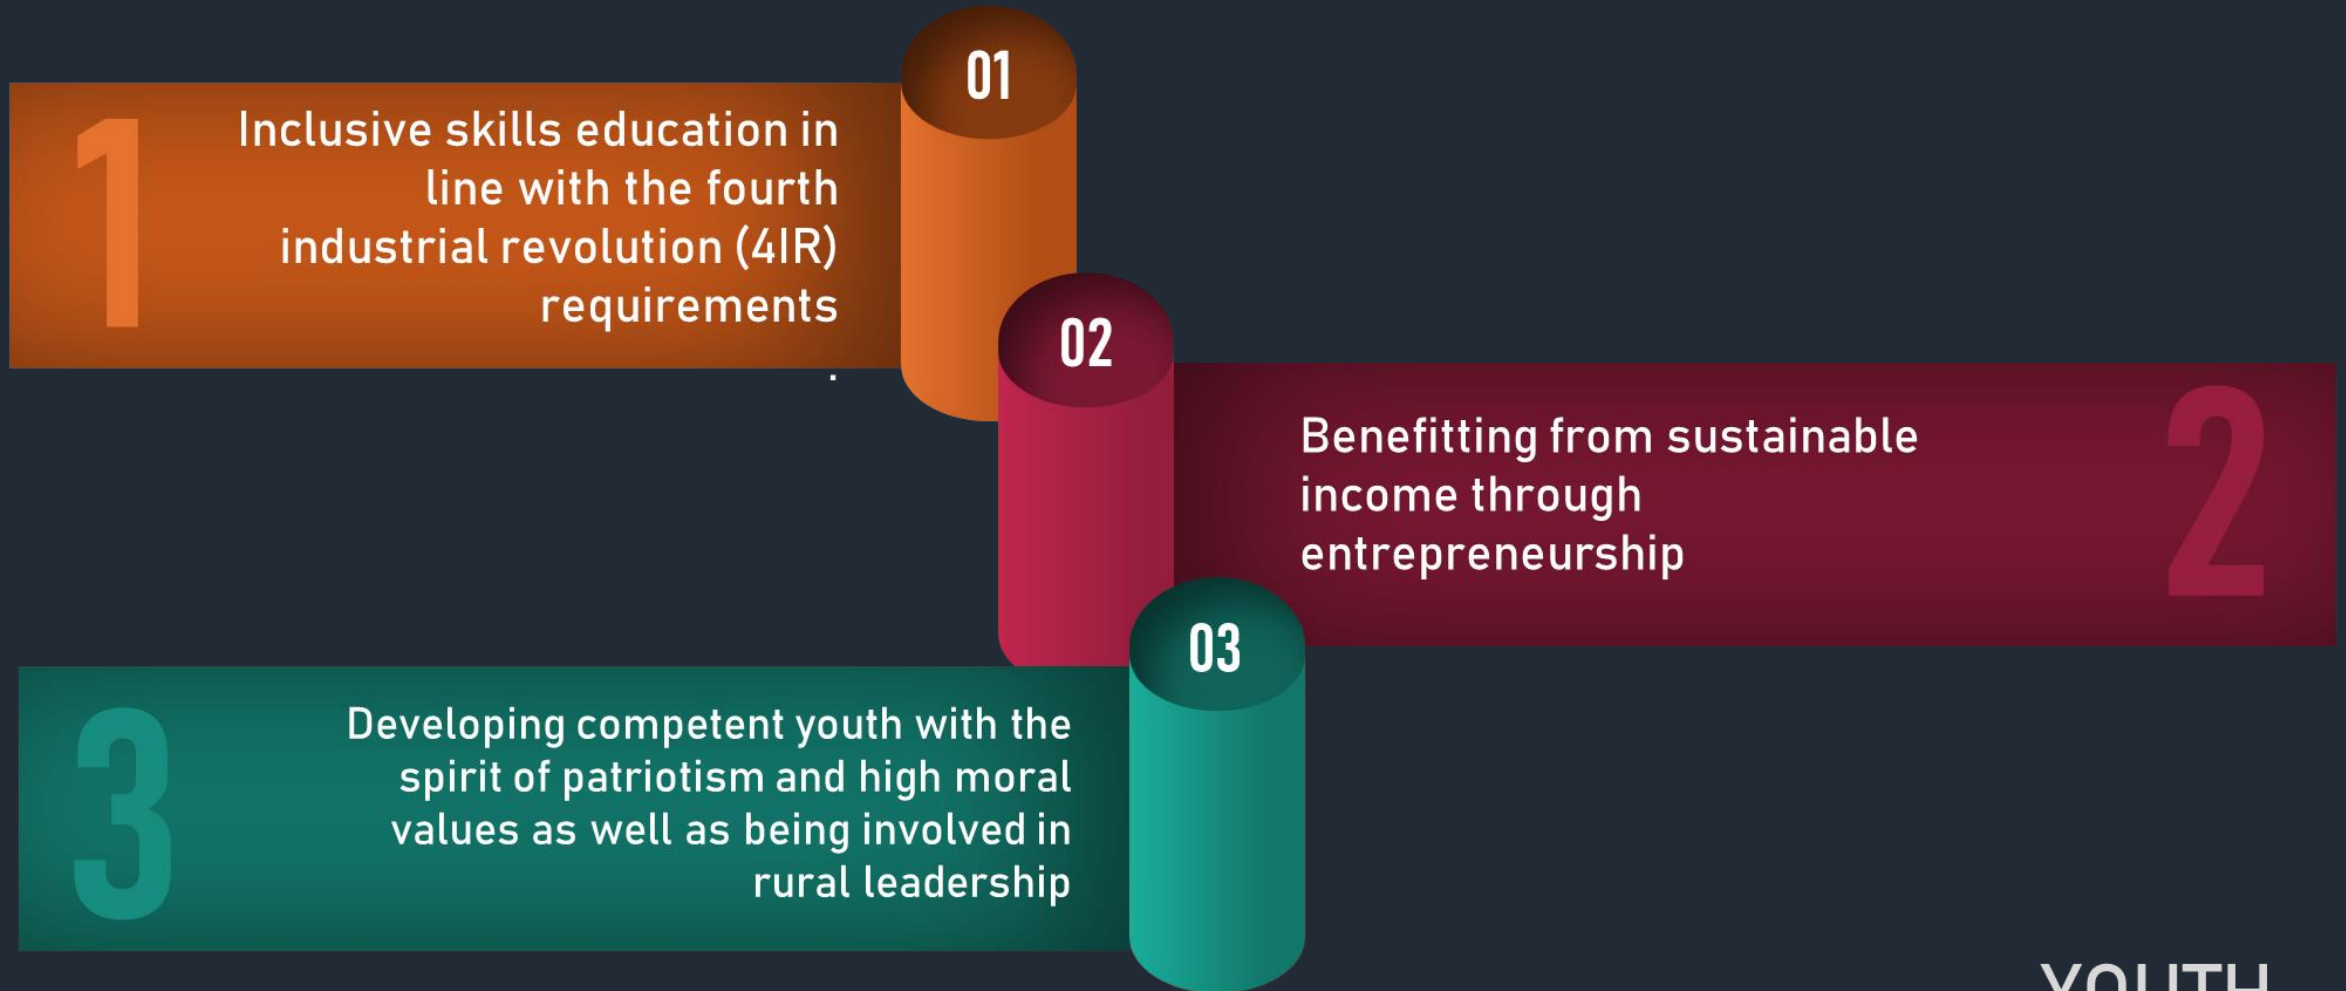 01
1
Inclusive skills education in
line with the fourth
industrial revolution (4IR)
requirements
.
02
2
Benefitting from sustainable
income through
entrepreneurship
03
3
Developing competent youth with the
spirit of patriotism and high moral
values as well as being involved in
rural leadership
YOUTH